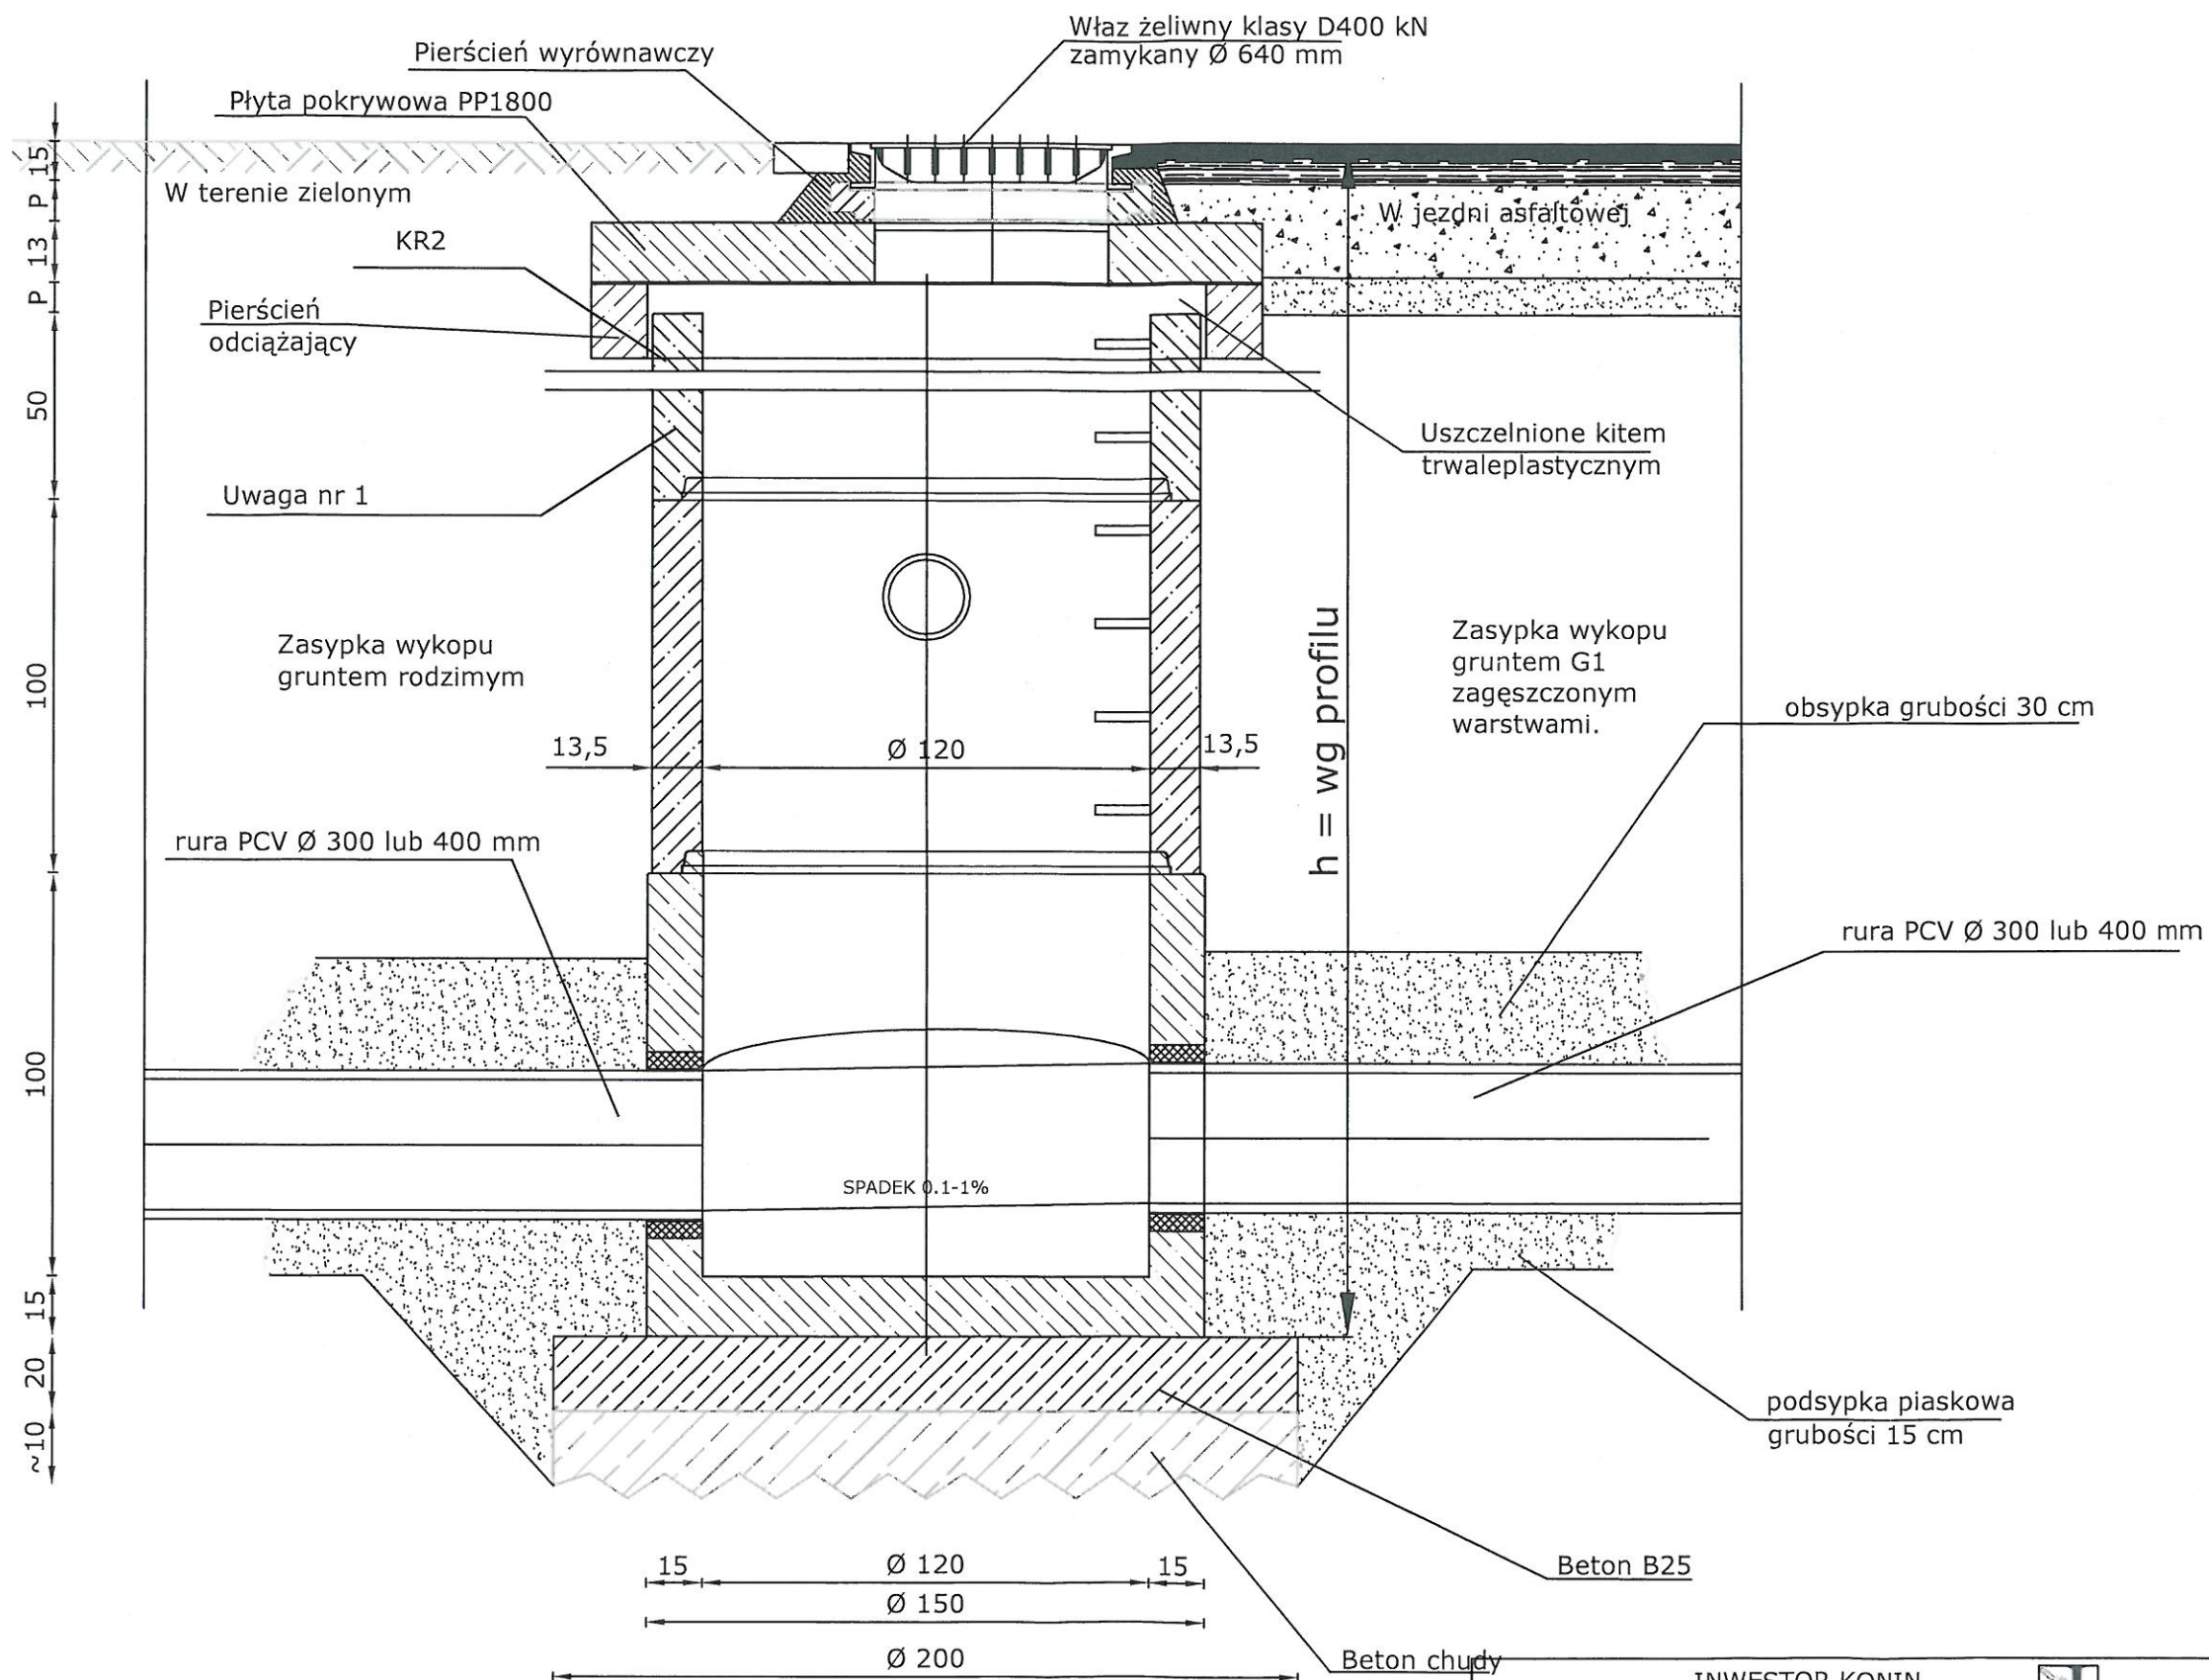 Właz żeliwny klasy D400 kN
zamykany Ø 640 mm
Pierścień wyrównawczy
Płyta pokrywowa PP1800
15
P
13
P
50
100
100
15
20
~10
W terenie zielonym
W jezdni asfaltowej
KR2
Pierścień
odciążający
Uszczelnione kitem
trwaleplastycznym
Uwaga nr 1
Zasypka wykopu
gruntem rodzimym
h = wg profilu
Zasypka wykopu
gruntem G1
zagęszczonym
warstwami.
obsypka grubości 30 cm
13,5
Ø 120
13,5
rura PCV Ø 300 lub 400 mm
rura PCV Ø 300 lub 400 mm
SPADEK 0.1-1%
podsypka piaskowa
grubości 15 cm
Beton B25
15
Ø 120
15
Ø 150
Ø 200
Beton chudy
INWESTOR KONIN